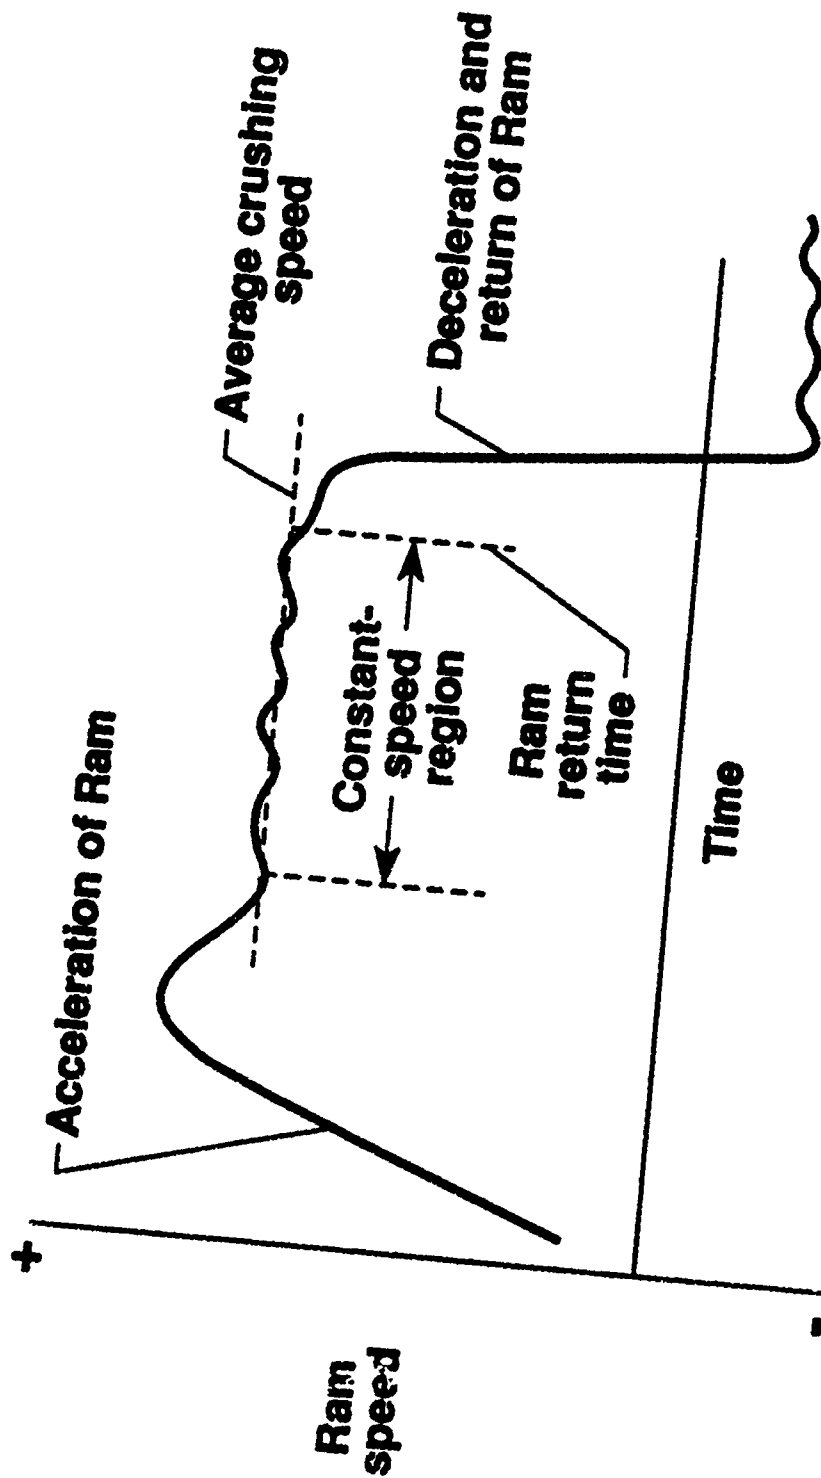 +
Acceleration of Ram
Average crushing
speed
Ram
speed
Constant-
speed
region
Deceleration and
return of Ram
Ram
return
time
Time
-